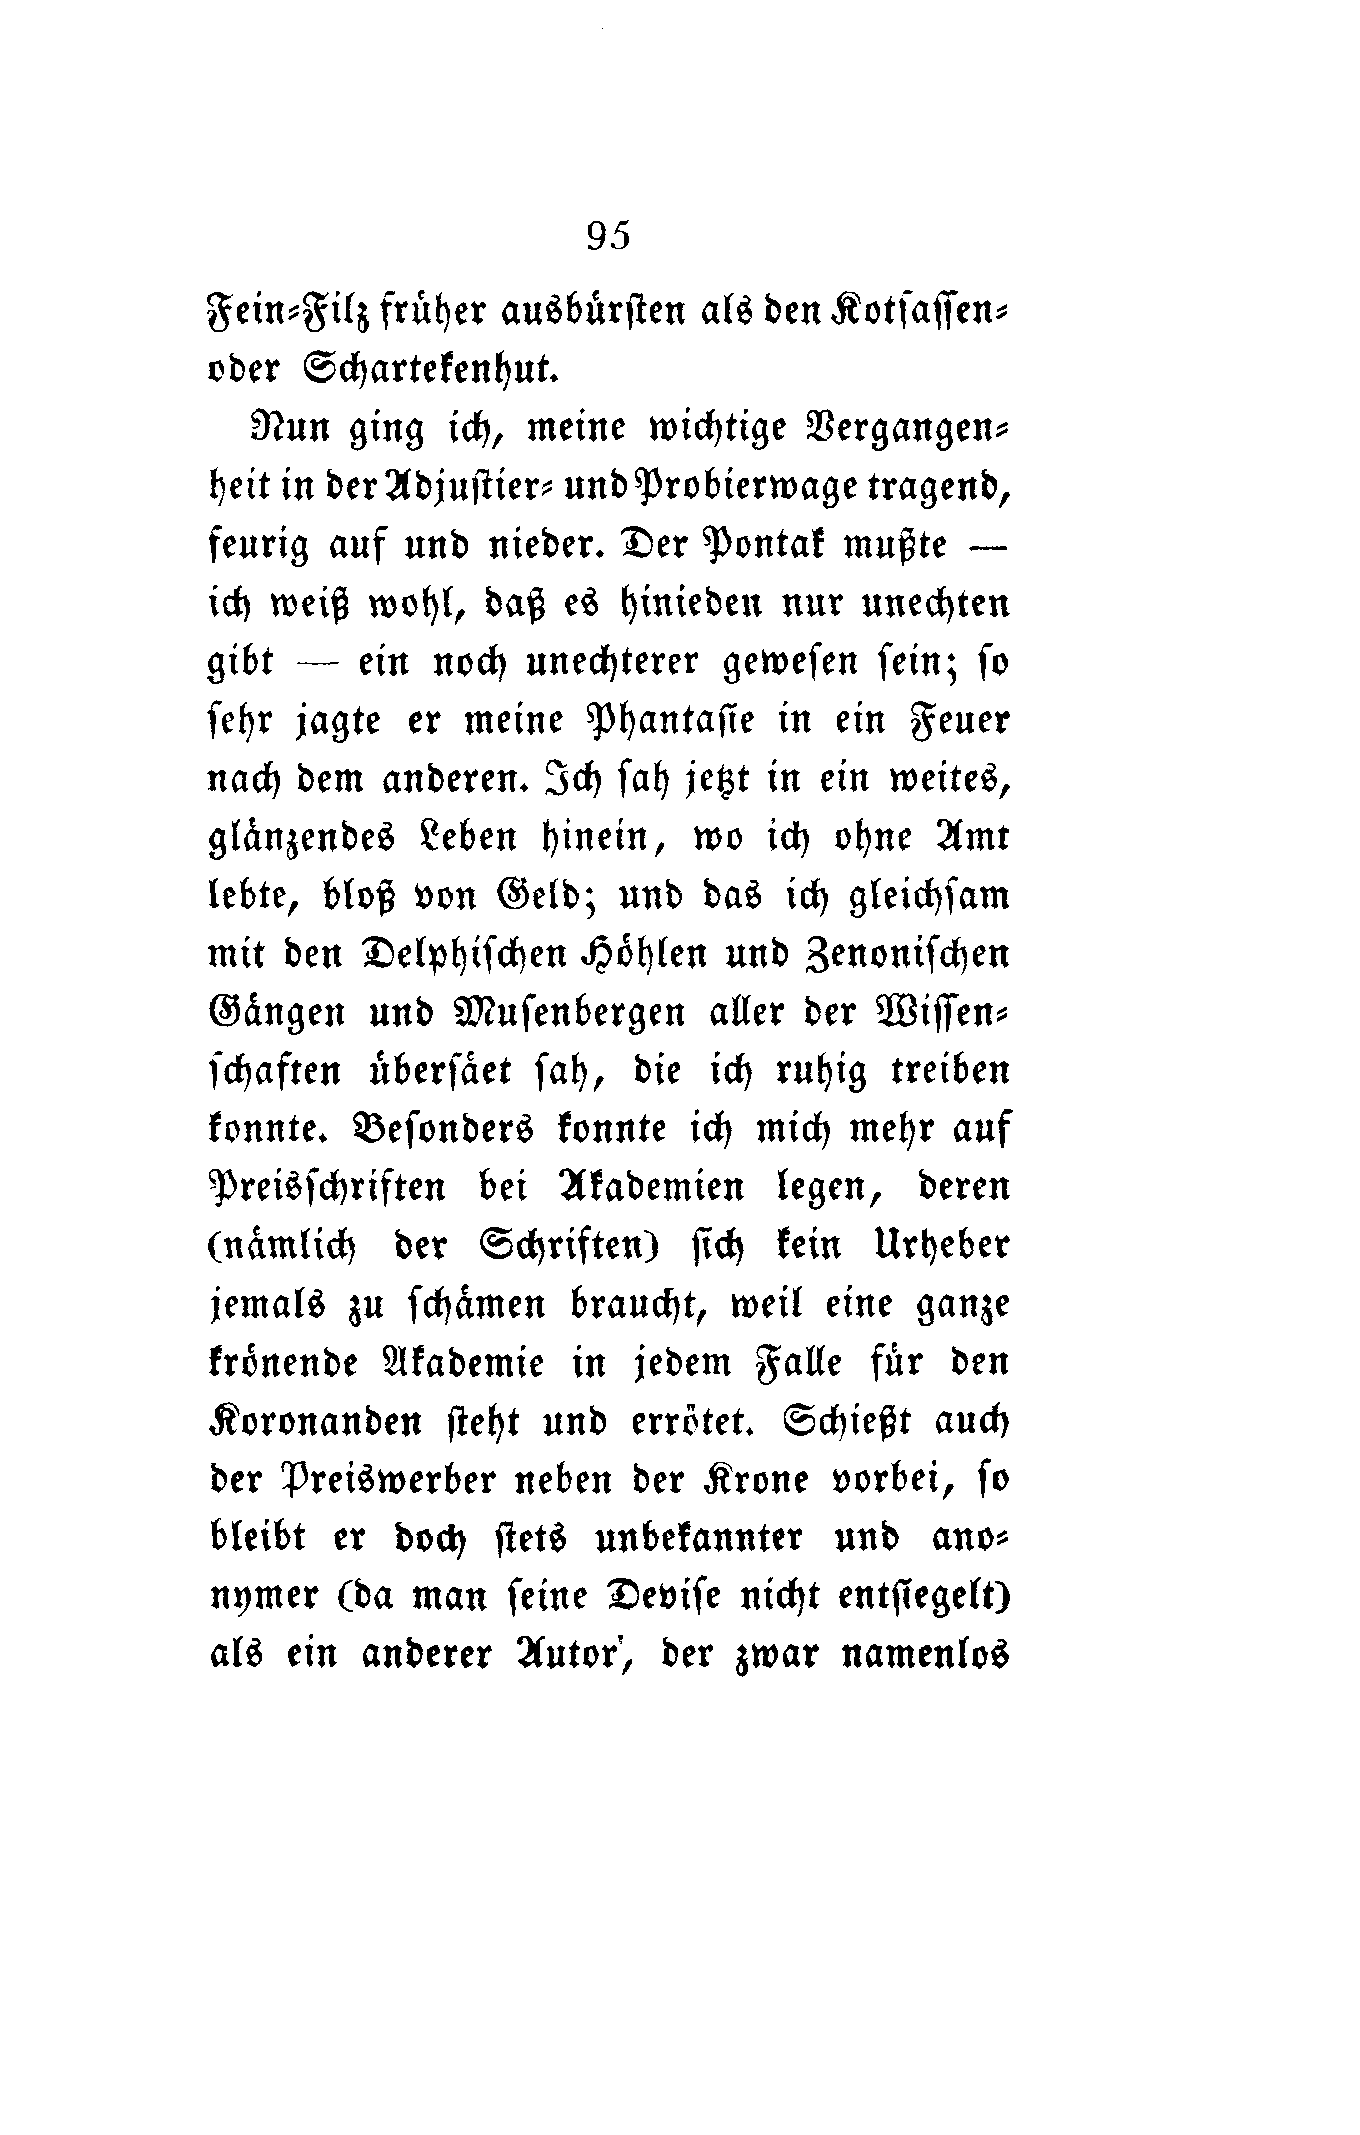 95
Fein⸗Filz früher ausbürſten als den Kotſaſſen⸗
oder Schartekenhut.
Nun ging ich, meine wichtige Vergangen⸗
heit in der Adjuſtier⸗ und Probierwage tragend,
feurig auf und nieder. Der Pontak mußte —
ich weiß wohl, daß es hinieden nur unechten
gibt — ein noch unechterer geweſen ſein; ſo
ſehr jagte er meine Phantaſie in ein Feuer
nach dem anderen. Ich ſah jetzt in ein weites,
glänzendes Leben hinein, wo ich ohne Amt
lebte, bloß von Geld; und das ich gleichſam
mit den Delphiſchen Höhlen und Zenoniſchen
Gängen und Muſenbergen aller der Wiſſen⸗
ſchaften überſäet ſah, die ich ruhig treiben
konnte. Beſonders konnte ich mich mehr auf
Preisſchriften bei Akademien legen, deren
(nämlich der Schriften) ſich kein Urheber
jemals zu ſchämen braucht, weil eine ganze
krönende Akademie in jedem Falle für den
Koronanden ſteht und errötet. Schießt auch
der Preiswerber neben der Krone vorbei, ſo
bleibt er doch ſtets unbekannter und ano⸗
nymer (da man ſeine Deviſe nicht entſiegelt)
als ein anderer Autor', der zwar namenlos